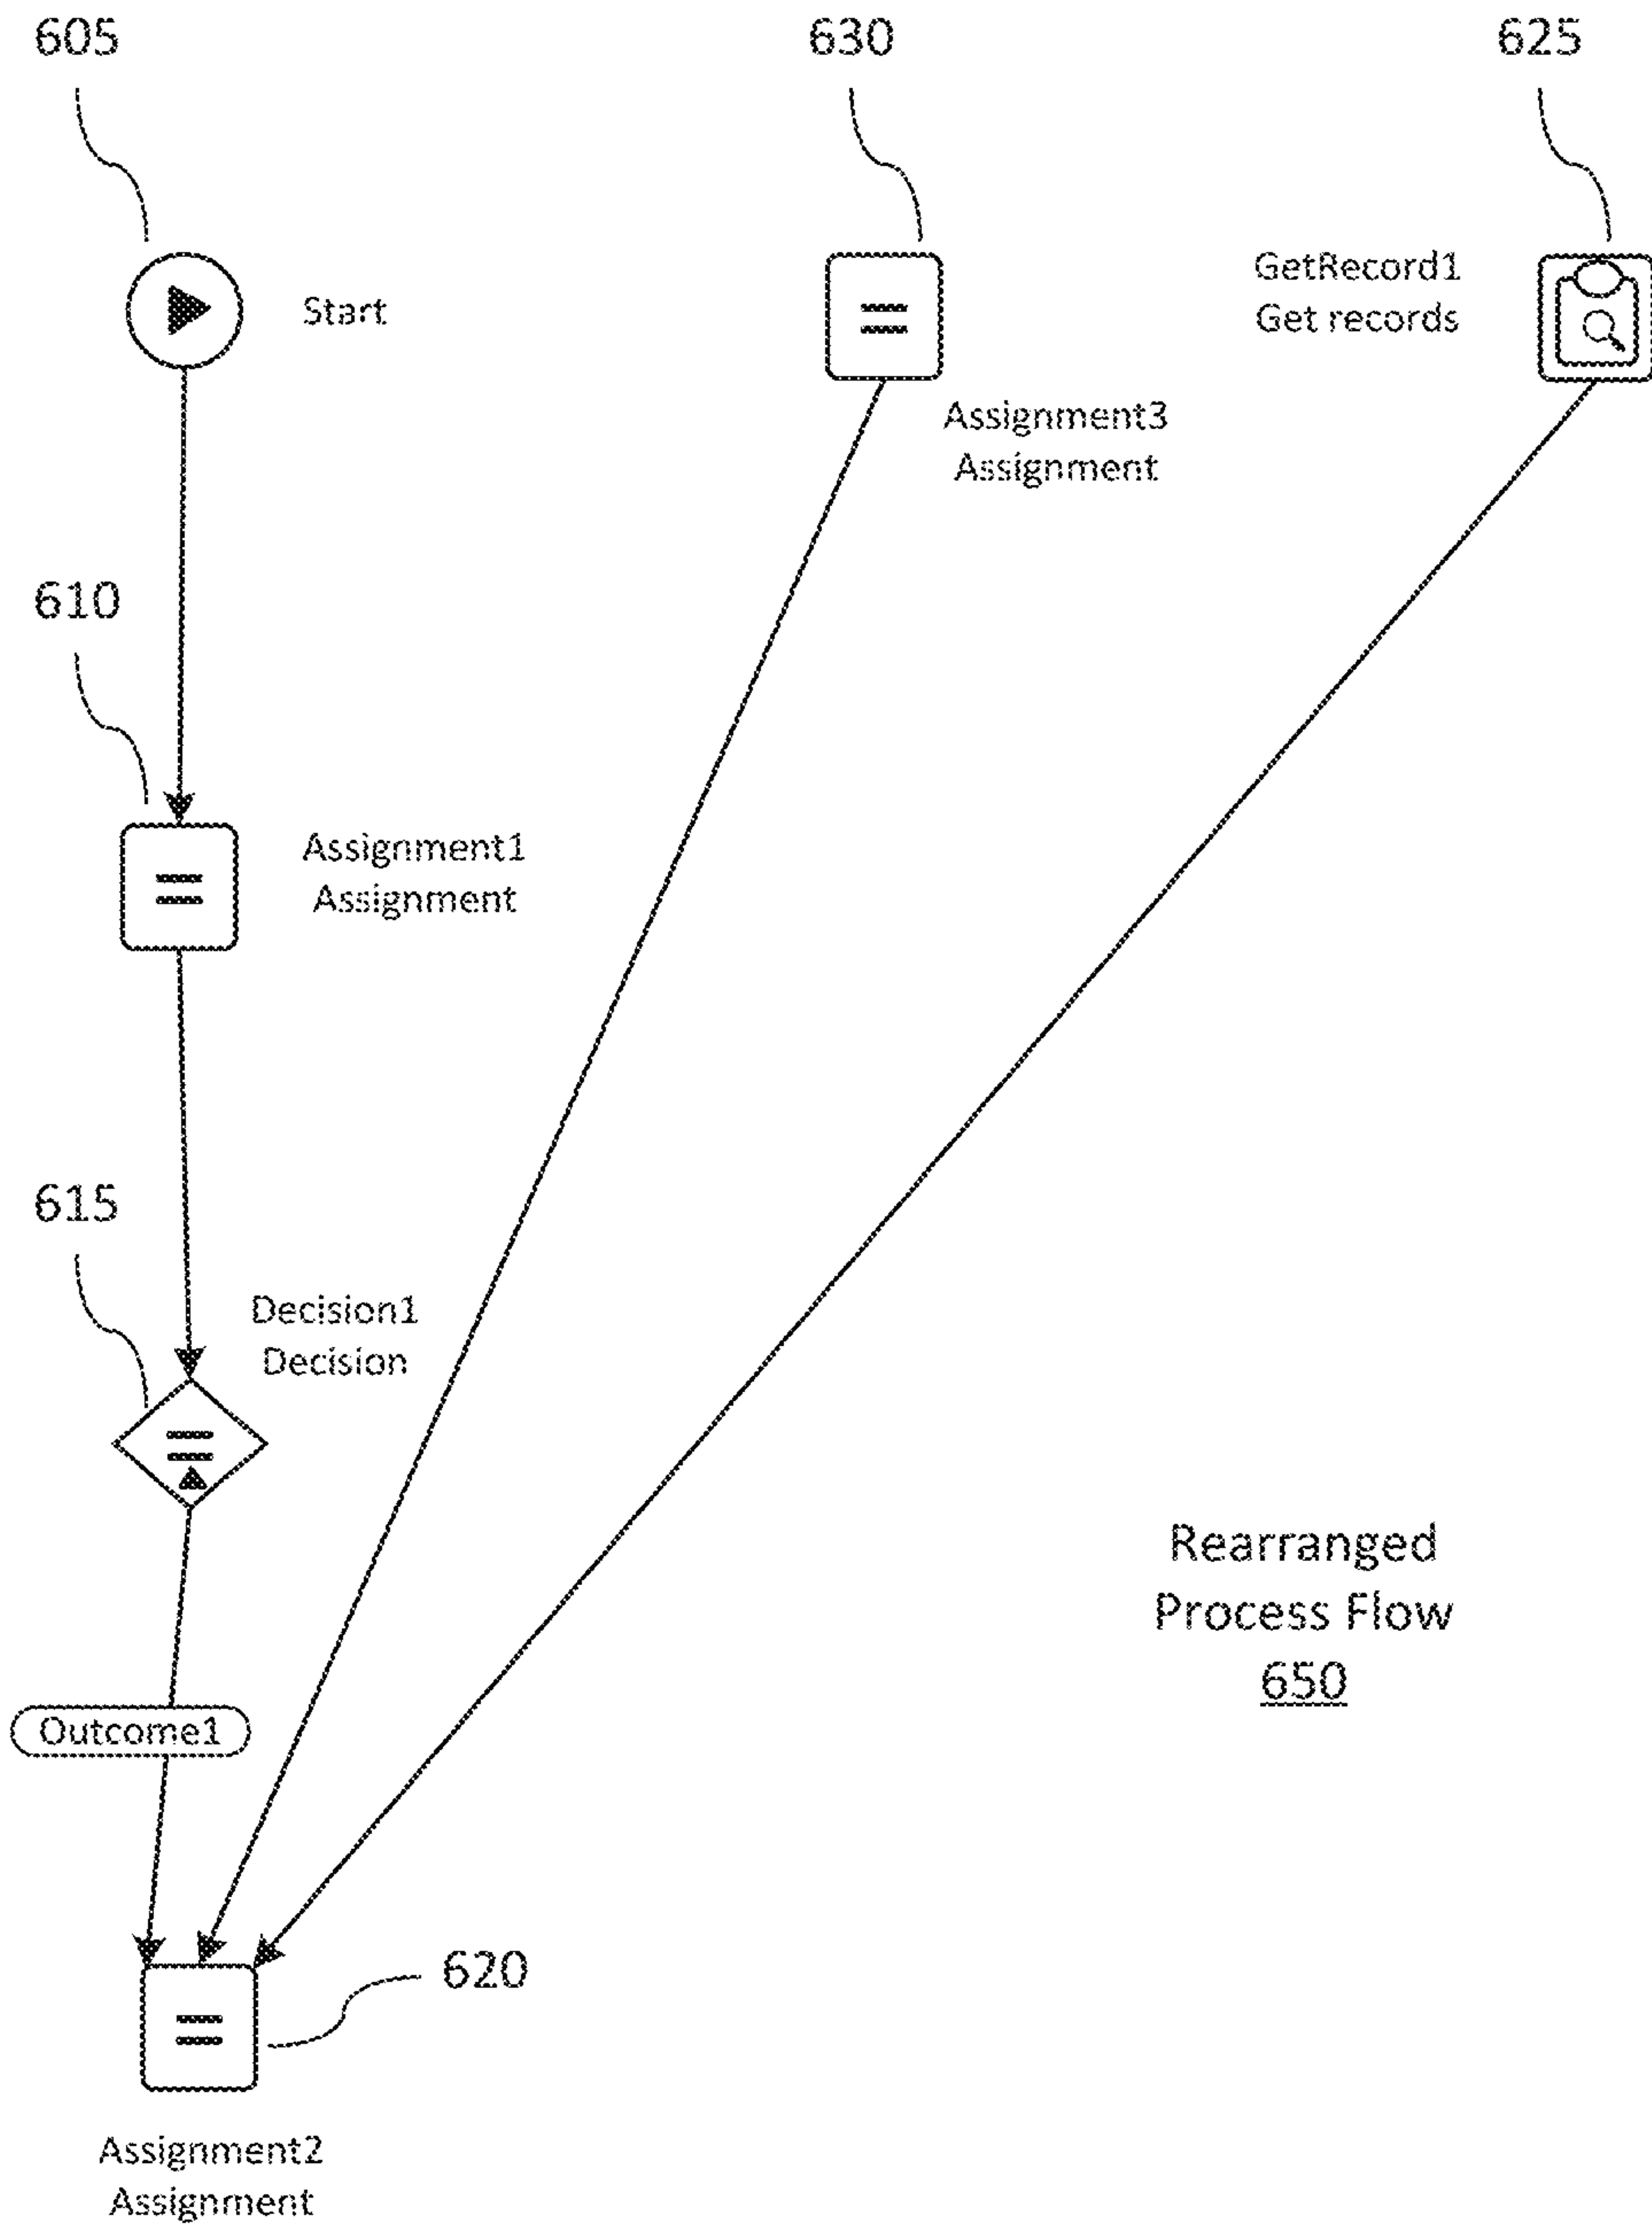 605
630
625
Start
GetRecord1
Get records
Assignment3
Assignment
610
Assignment1
Assignment
615
Decision1
Decision
Rearranged
Process Flow
650
Outcome1
620
Assignment2
Assignment